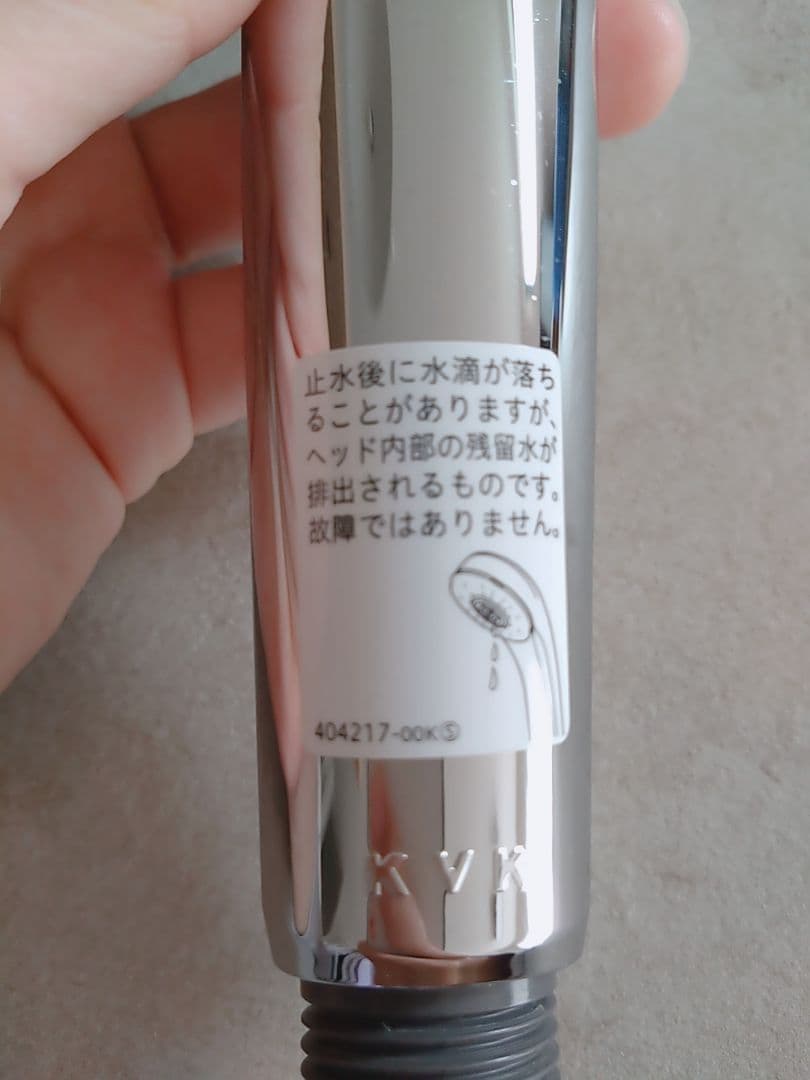 止水後に水滴が落ち
ることがありますが、
ヘッド内部の残留水が
排出されるものです。
故障ではありません。
404217-00KⓈ
KVK